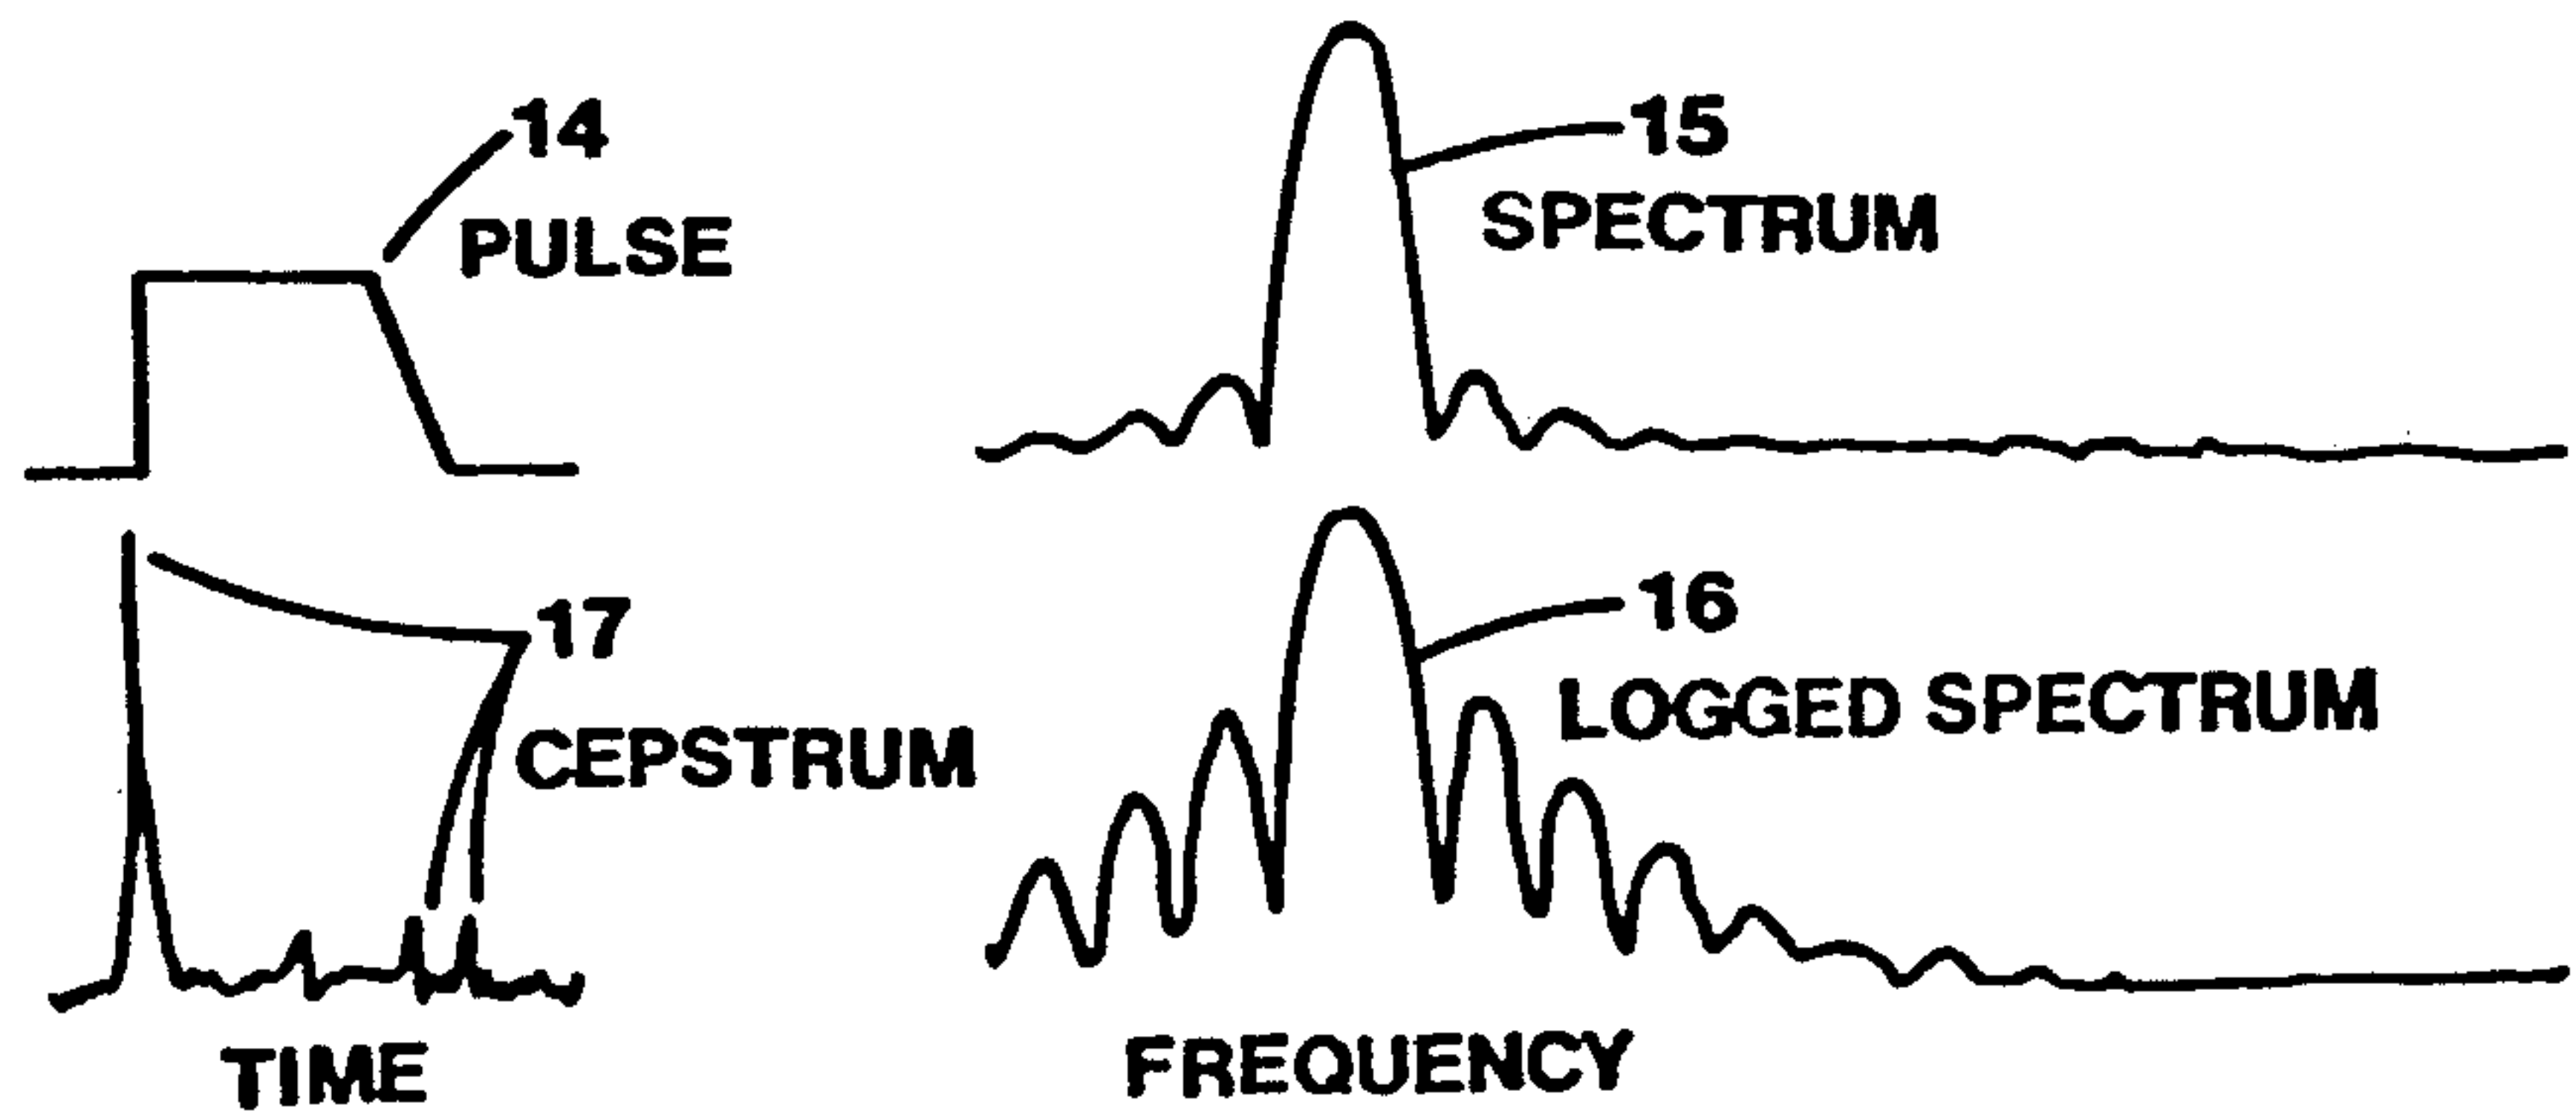 14
PULSE
15
SPECTRUM
17
CEPSTRUM
16
LOGGED SPECTRUM
TIME
FREQUENCY